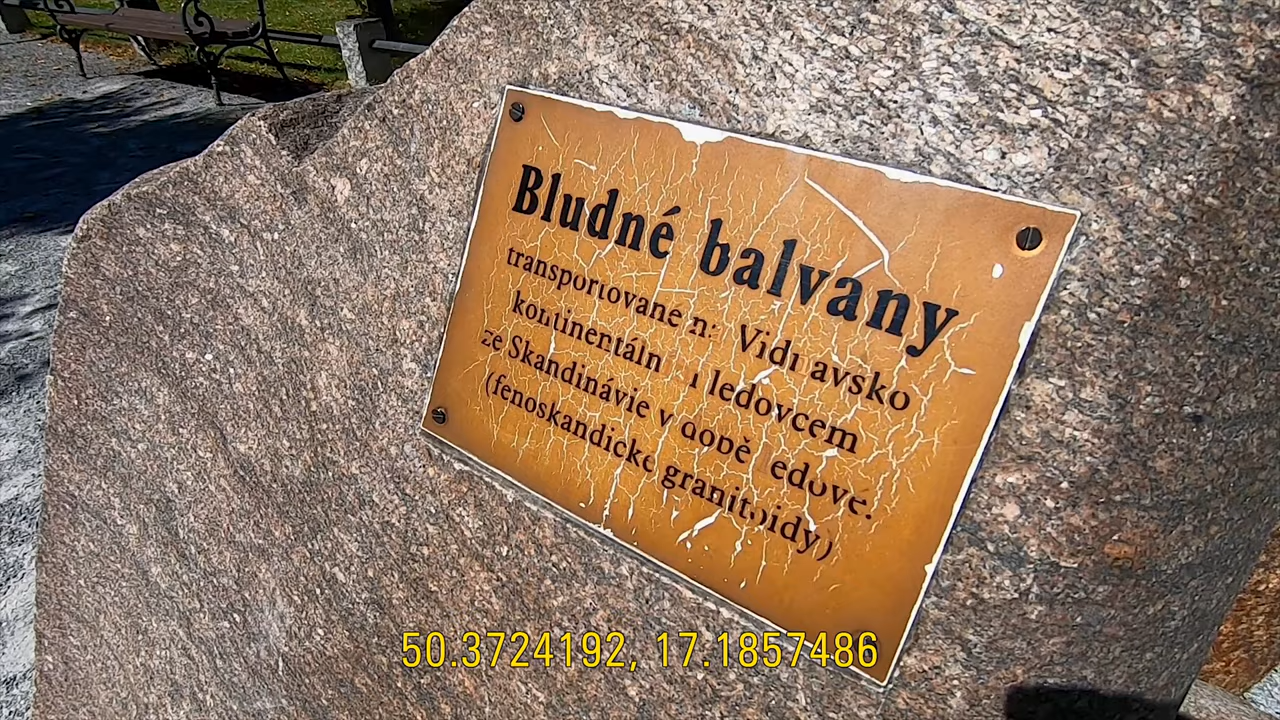 Bludné balvany
transportované na Vidnavsko
kontinentálním ledovcem
ze Skandinávie v době ledové.
(fenoskandické granitoidy)
50.3724192, 17.1857486